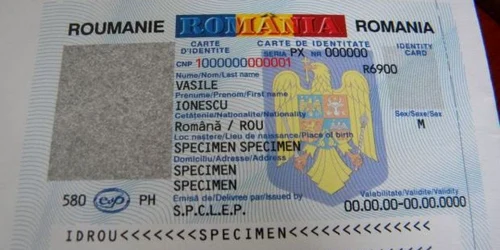 ROUMANIE ROMÂNIA ROMANIA
CARTE D'IDENTITE CARTE DE IDENTITATE IDENTITY CARD
SERIA PX NR 000000
CNP 1000000000001 R6900
Nume/Nom/Last name
VASILE
Prenume/Prenom/First name
IONESCU
Cetăţenie/Nationalite/Nationality Sex/Sexe/Sex
Română / ROU M
Loc naştere/Lieu de naissance/Place of birth
SPECIMEN SPECIMEN
Domiciliu/Adresse/Address
SPECIMEN
SPECIMEN
Emisă de/Delivree par/Issued by Valabilitate/Validite/Validity
580 PH S.P.C.L.E.P. 00.00.00-00.00.0000
IDROU<<<<<<<<SPECIMEN<<<<<<<<<<<